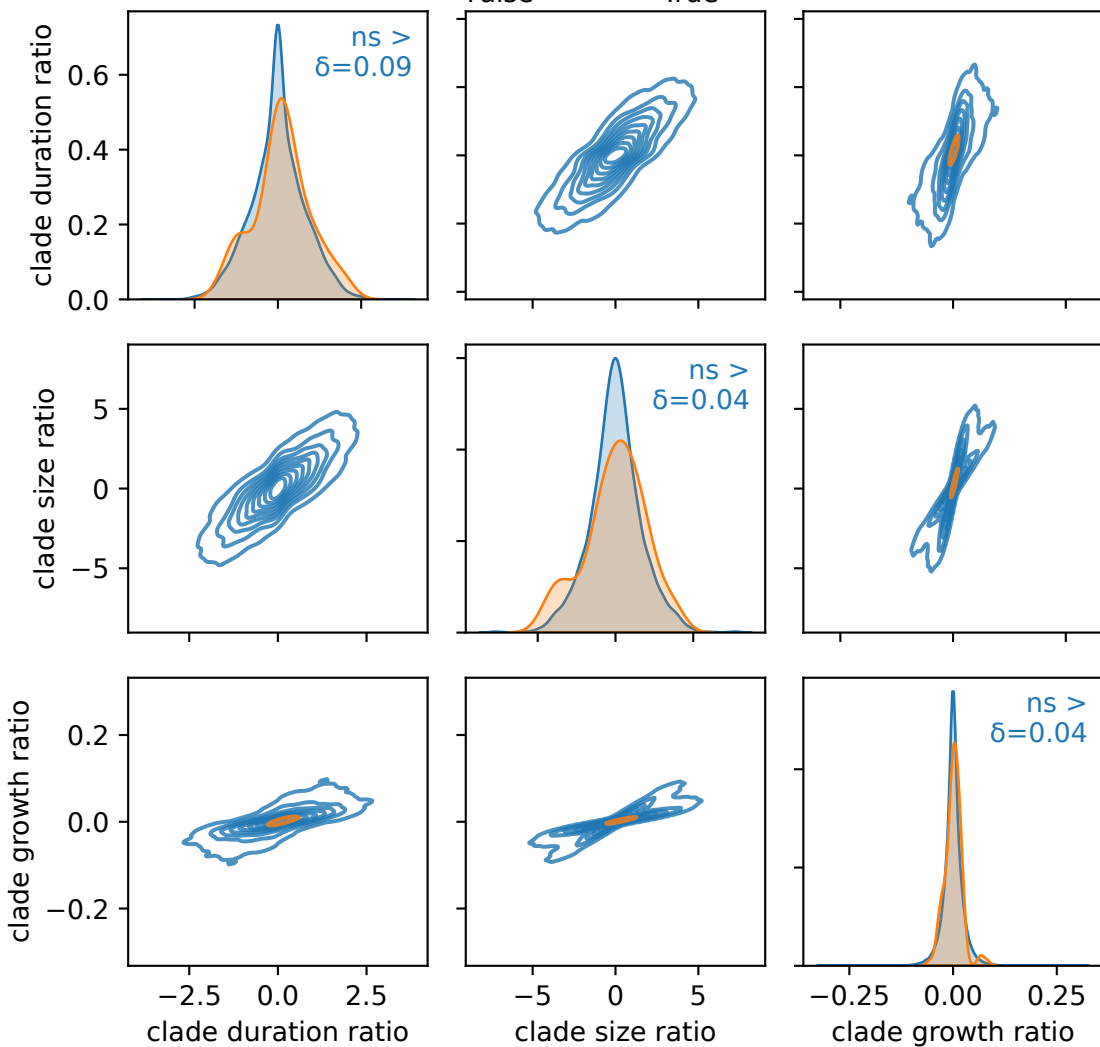 clade duration ratio
0.6
0.4
0.2
0.0
ns >
δ=0.09
clade size ratio
5
0
−5
ns >
δ=0.04
clade growth ratio
0.2
0.0
−0.2
ns >
δ=0.04
−2.5 0.0 2.5
−5 0 5
−0.25 0.00 0.25
clade duration ratio
clade size ratio
clade growth ratio